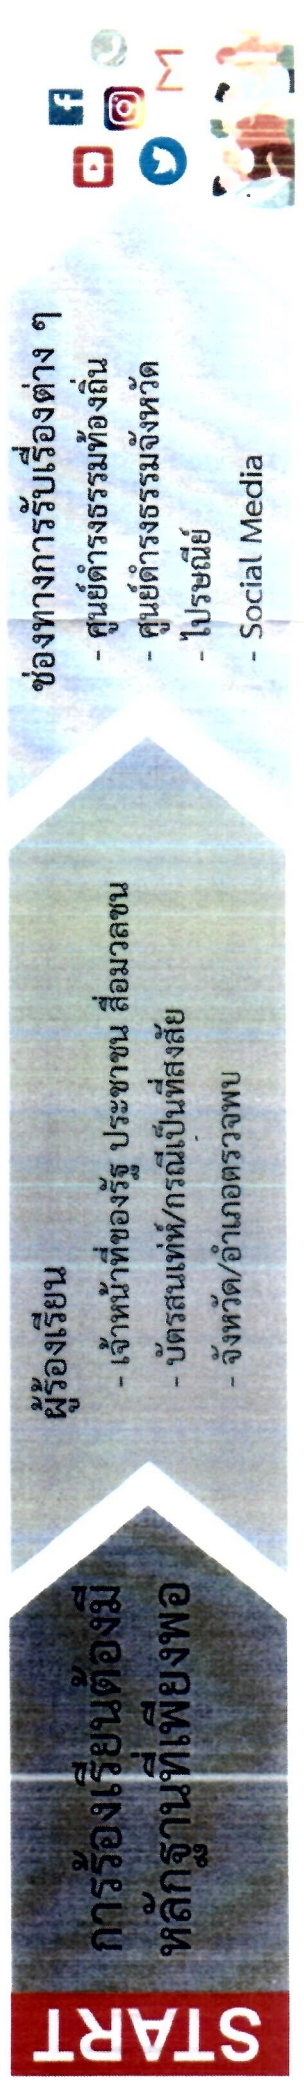 START
การร้องเรียนต้องมี
หลักฐานที่เพียงพอ
ผู้ร้องเรียน
- เจ้าหน้าที่ของรัฐ ประชาชน สื่อมวลชน
- บัตรสนเท่ห์/กรณีเป็นที่สงสัย
- จังหวัด/อำเภอตรวจพบ
ช่องทางการรับเรื่องต่าง ๆ
- ศูนย์ดำรงธรรมท้องถิ่น
- ศูนย์ดำรงธรรมจังหวัด
- ไปรษณีย์
- Social Media